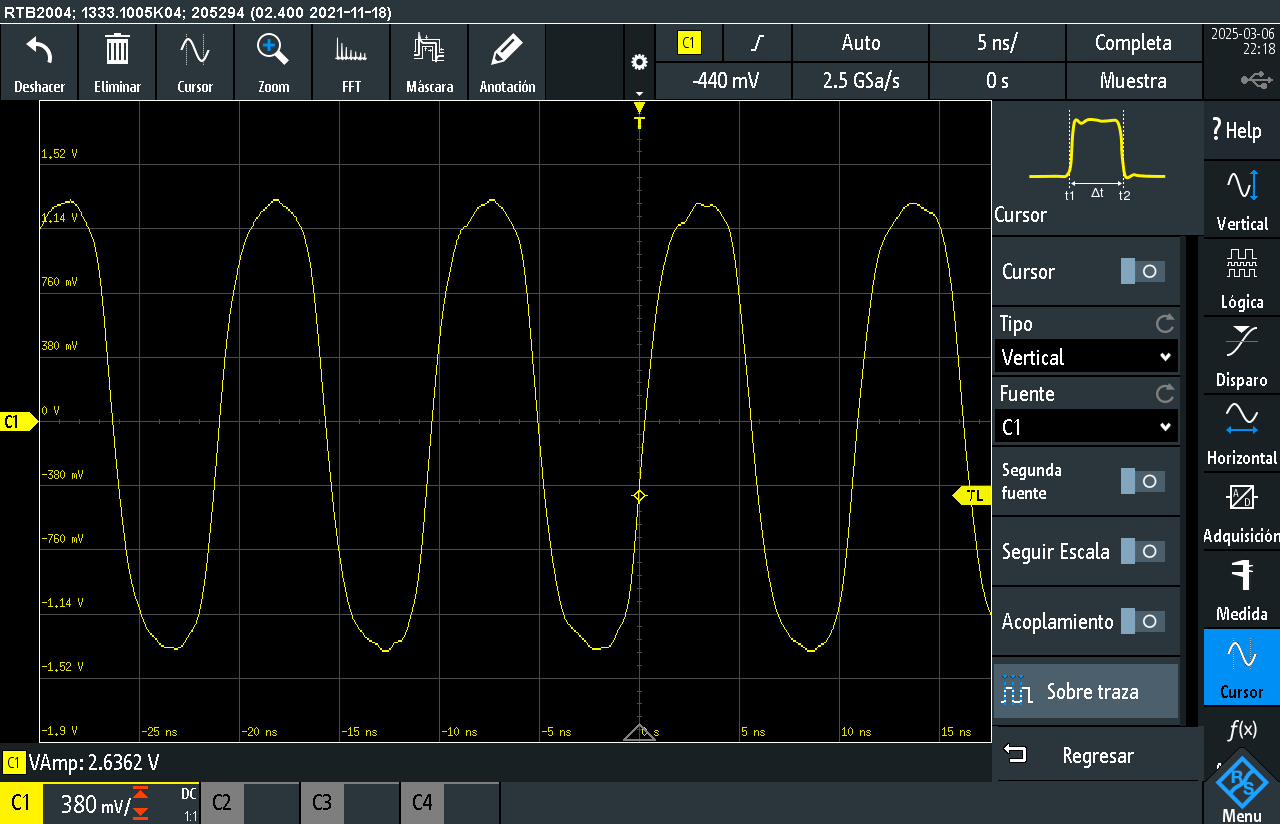 RTB2004; 1333.1005K04; 205294 (02.400 2021-11-18)
Deshacer
Eliminar
Cursor
Zoom
FFT
Máscara
Anotación
C1
Auto
5 ns/
Completa
-440 mV
2.5 GSa/s
0 s
Muestra
2025-03-06
22:18
T
1.52 V
1.14 V
760 mV
380 mV
0 V
C1
-380 mV
TL
-760 mV
-1.14 V
-1.52 V
-1.9 V
-25 ns
-20 ns
-15 ns
-10 ns
-5 ns
0 s
5 ns
10 ns
15 ns
t1 Δt t2
Cursor
Cursor
Tipo
Vertical
Fuente
C1
Segunda
fuente
Seguir Escala
Acoplamiento
Sobre traza
Regresar
? Help
Vertical
Lógica
Disparo
Horizontal
A/D
Adquisición
Medida
Cursor
f(x)
R&S
Menu
C1 VAmp: 2.6362 V
C1
380 mV/
DC
1:1
C2
C3
C4